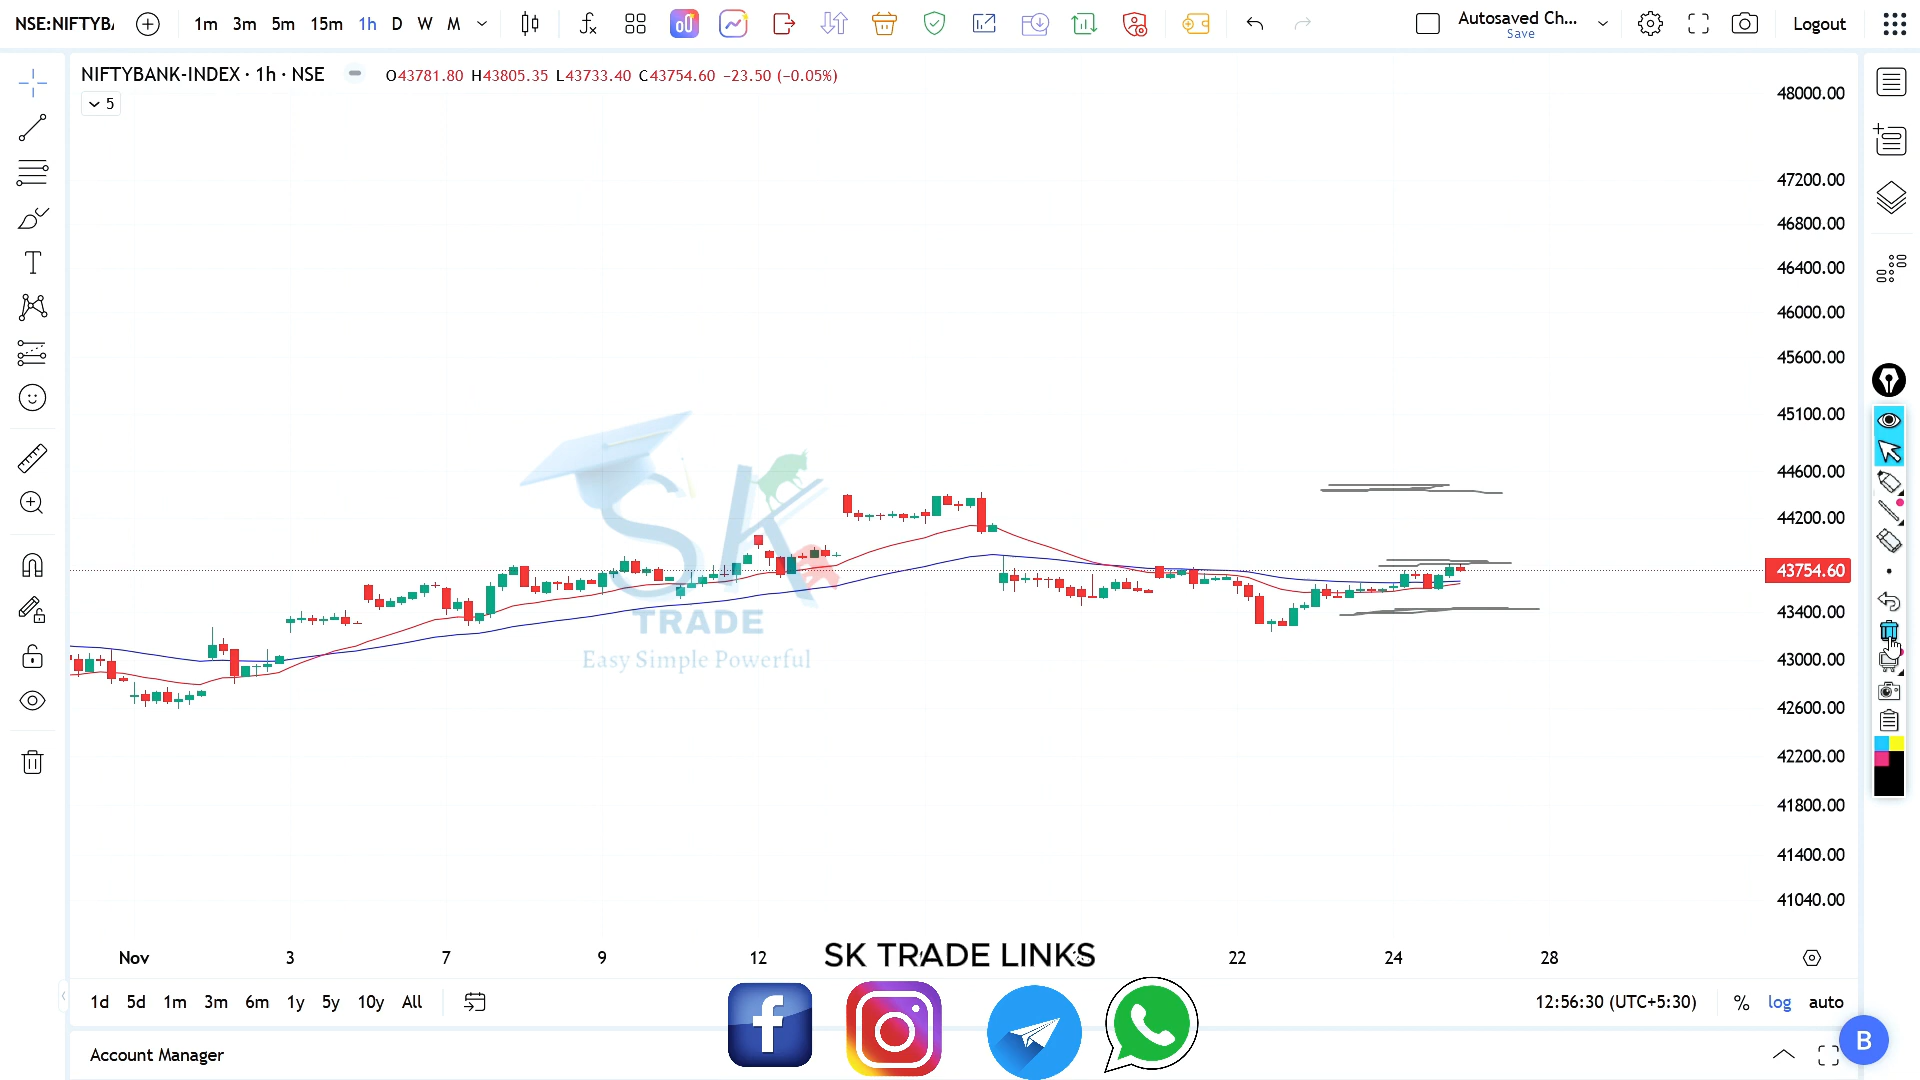 NSE:NIFTYB
1m 3m 5m 15m 1h D W M
Autosaved Ch...
Save
Logout
NIFTYBANK-INDEX · 1h · NSE
O43781.80 H43805.35 L43733.40 C43754.60 −23.50 (−0.05%)
5
48000.00
47200.00
46800.00
46400.00
46000.00
45600.00
45100.00
44600.00
44200.00
43754.60
43400.00
43000.00
42600.00
42200.00
41800.00
41400.00
41040.00
SK
TRADE
Easy Simple Powerful
Nov 3 7 9 12 22 24 28
SK TRADE LINKS
1d 5d 1m 3m 6m 1y 5y 10y All
12:56:30 (UTC+5:30) % log auto
Account Manager
B